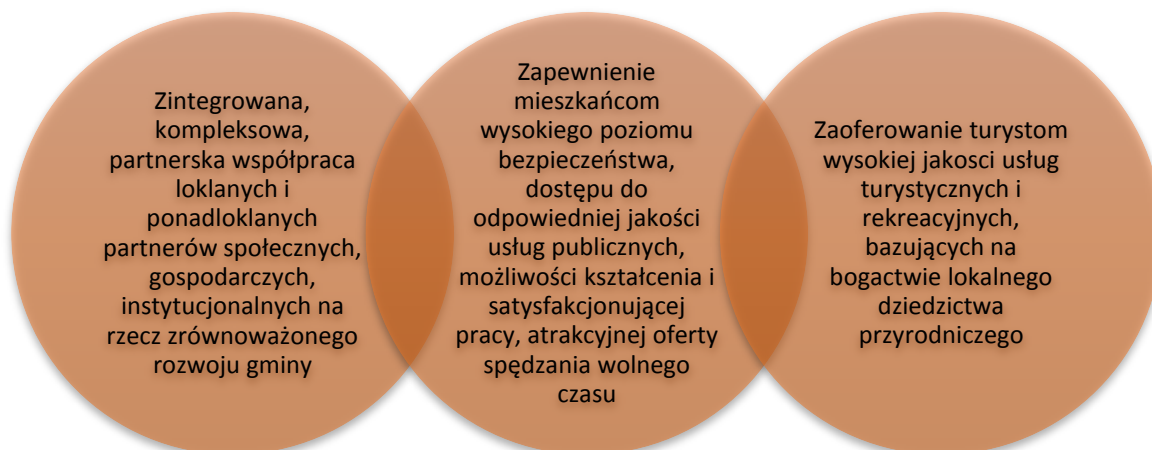 Zintegrowana,
kompleksowa,
partnerska współpraca
loklanych i
ponadloklanych
partnerów społecznych,
gospodarczych,
instytucjonalnych na
rzecz zrównoważonego
rozwoju gminy
Zapewnienie
mieszkańcom
wysokiego poziomu
bezpieczeństwa,
dostępu do
odpowiedniej jakości
usług publicznych,
możliwości kształcenia i
satysfakcjonującej
pracy, atrakcyjnej oferty
spędzania wolnego
czasu
Zaoferowanie turystom
wysokiej jakosci usług
turystycznych i
rekreacyjnych,
bazujących na
bogactwie lokalnego
dziedzictwa
przyrodniczego